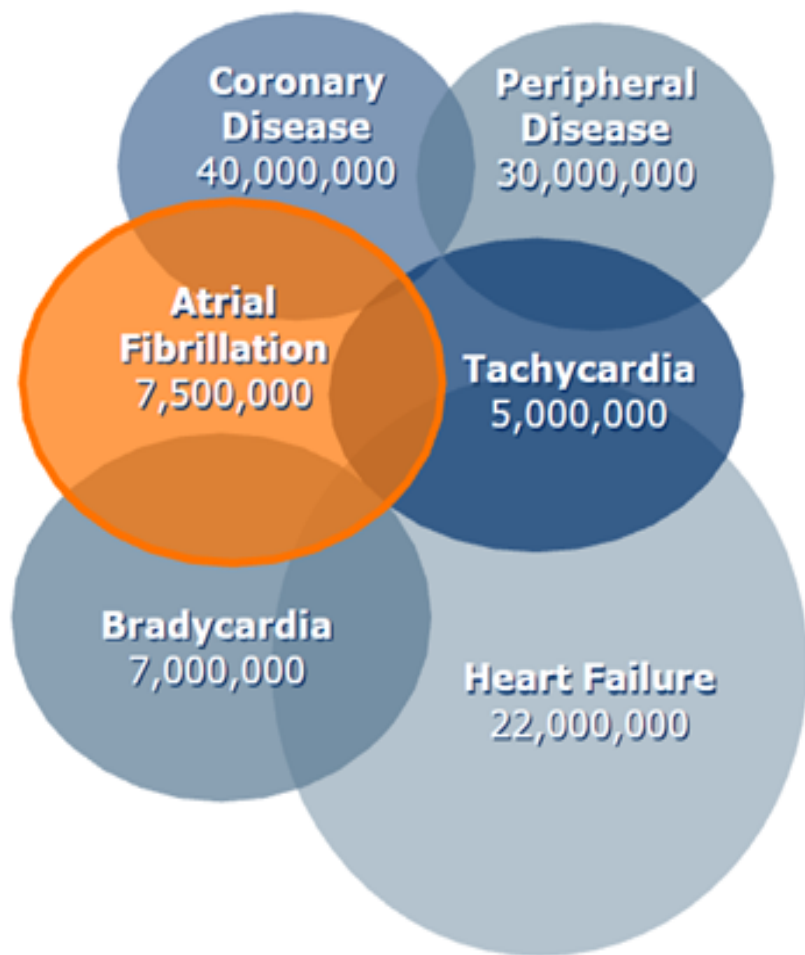 Coronary
Disease
40,000,000
Peripheral
Disease
30,000,000
Atrial
Fibrillation
7,500,000
Tachycardia
5,000,000
Bradycardia
7,000,000
Heart Failure
22,000,000